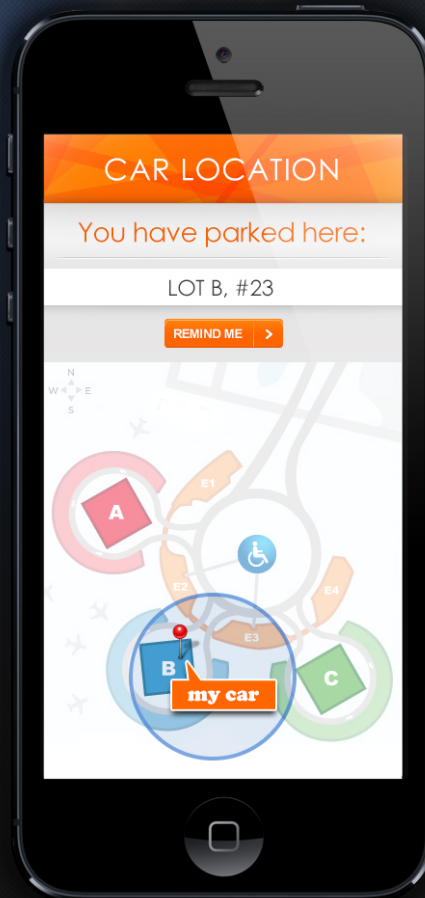 CAR LOCATION
You have parked here:
LOT B, #23
REMIND ME >
N
W E
S
E1
A
E2
E4
E3
B
C
my car